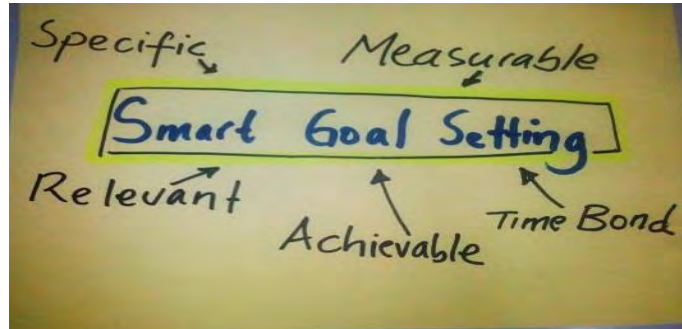 Specific
Measurable
Smart Goal Setting
Relevant
Achievable
Time Bond